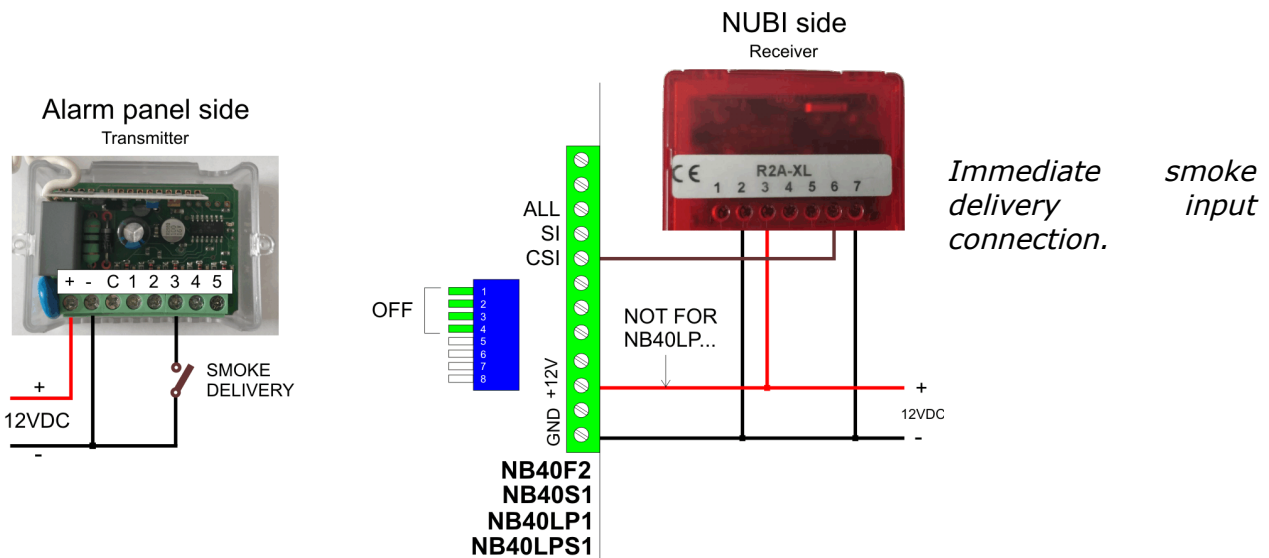 NUBI side
Receiver
Alarm panel side
Transmitter
CE R2A-XL
1 2 3 4 5 6 7
Immediate smoke
delivery input
connection.
ALL
SI
CSI
+ - C 1 2 3 4 5
OFF
1
2
3
4
5
6
7
8
NOT FOR
NB40LP...
SMOKE
DELIVERY
+
12VDC
-
+12V
GND
+
12VDC
-
NB40F2
NB40S1
NB40LP1
NB40LPS1